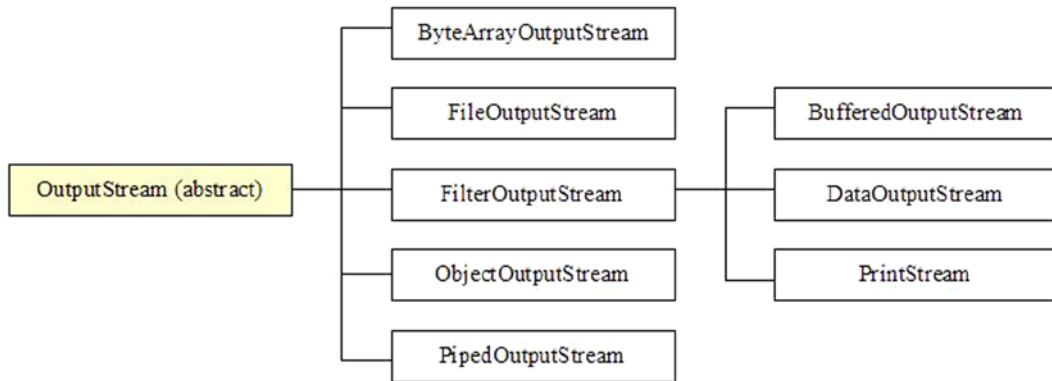 ByteArrayOutputStream
FileOutputStream
BufferedOutputStream
OutputStream (abstract)
FilterOutputStream
DataOutputStream
ObjectOutputStream
PrintStream
PipedOutputStream